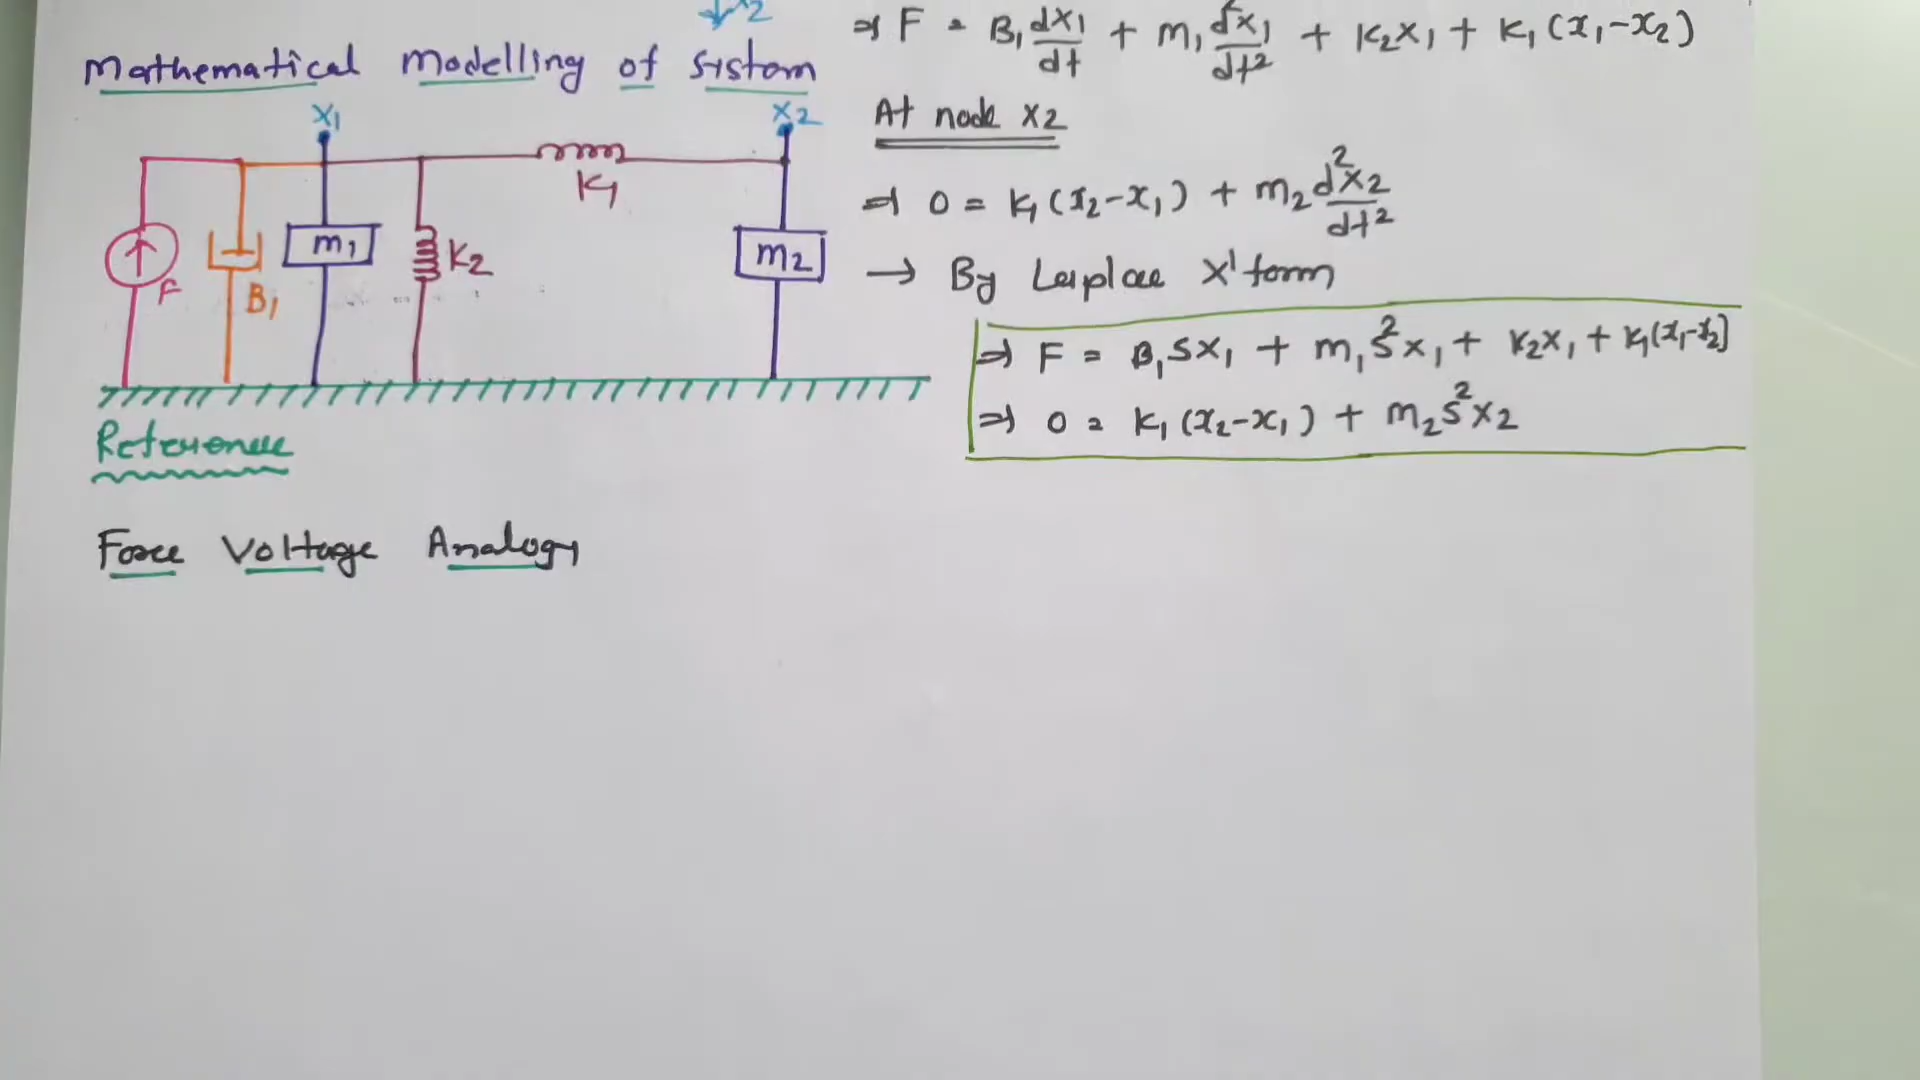 x2
Mathematical Modelling of System
x1
x2
K1
F
B1
m1
K2
m2
Reference
Force Voltage Analogy
⇒ F = B1 dx1/dt + m1 d²x1/dt² + K2x1 + K1(x1-x2)
At node x2
⇒ 0 = K1(x2-x1) + m2 d²x2/dt²
→ By Laplace X'form
⇒ F = B1Sx1 + m1S²x1 + K2x1 + K1(x1-x2]
⇒ 0 = K1(x2-x1) + m2S²x2